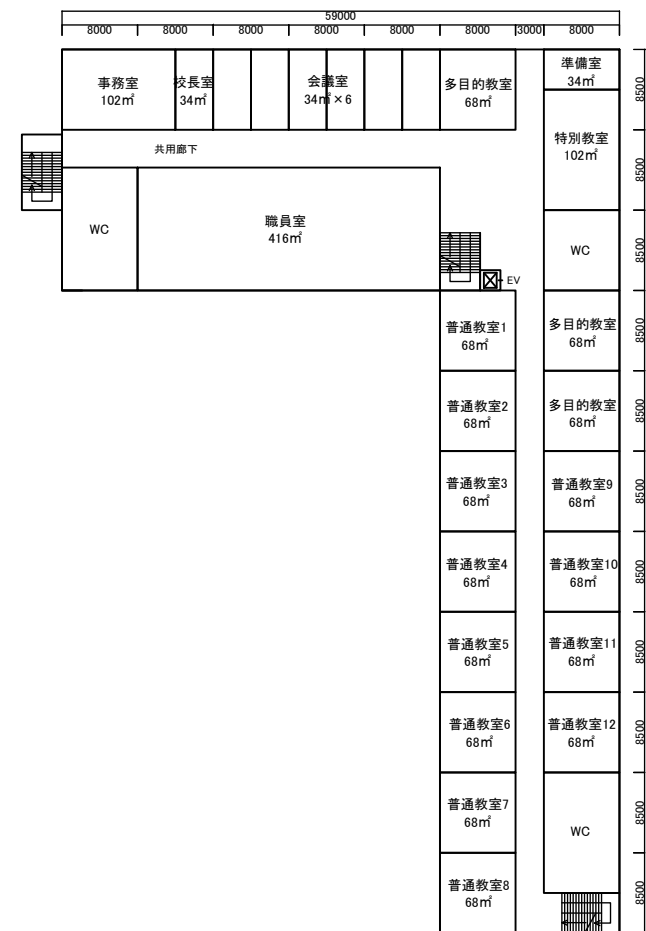 59000
8000 8000 8000 8000 8000 8000 3000 8000
事務室
102㎡
校長室
34㎡
会議室
34㎡×6
多目的教室
68㎡
準備室
34㎡
8500
共用廊下
特別教室
102㎡
8500
WC
職員室
416㎡
WC
8500
EV
普通教室1
68㎡
多目的教室
68㎡
8500
普通教室2
68㎡
多目的教室
68㎡
8500
普通教室3
68㎡
普通教室9
68㎡
8500
普通教室4
68㎡
普通教室10
68㎡
8500
普通教室5
68㎡
普通教室11
68㎡
8500
普通教室6
68㎡
普通教室12
68㎡
8500
普通教室7
68㎡
WC
8500
普通教室8
68㎡
8500